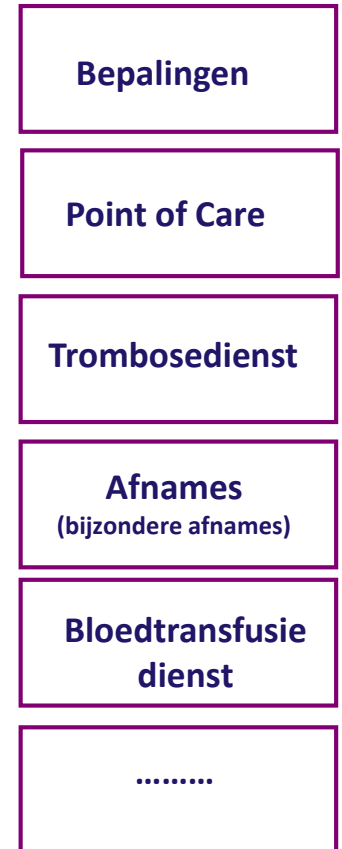 Bepalingen
Point of Care
Trombosedienst
Afnames
(bijzondere afnames)
Bloedtransfusie
dienst
.........